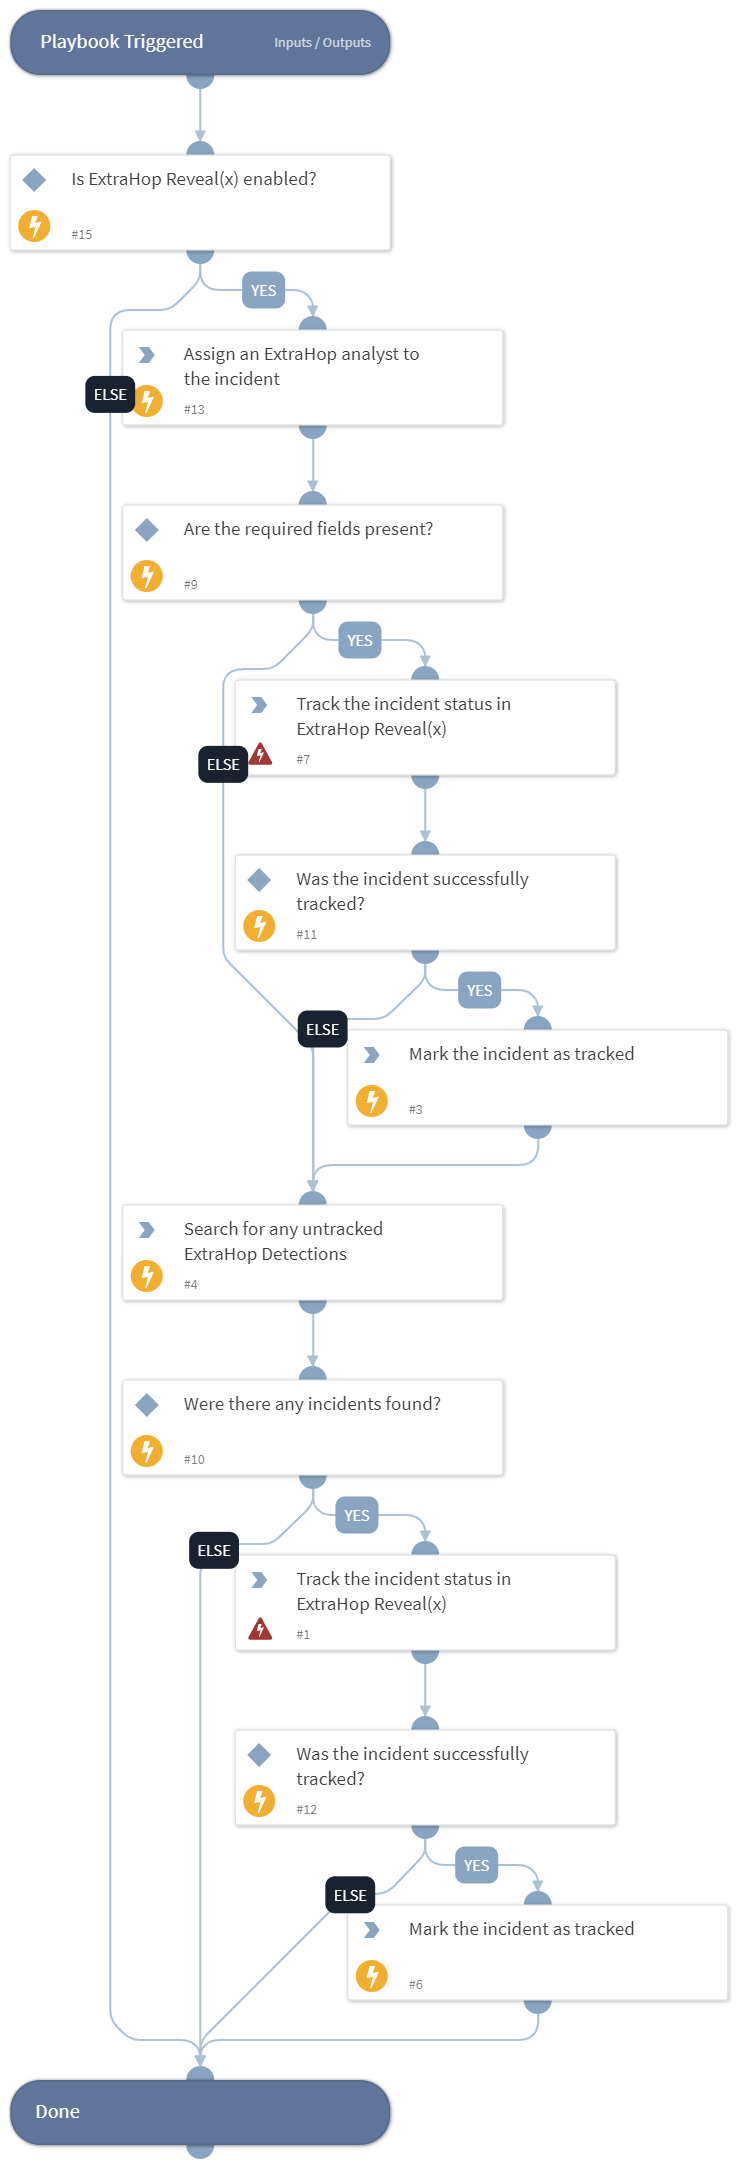 Playbook Triggered
Inputs / Outputs
Is ExtraHop Reveal(x) enabled?
#15
YES
Assign an ExtraHop analyst to
the incident
ELSE
#13
Are the required fields present?
#9
YES
Track the incident status in
ExtraHop Reveal(x)
ELSE
#7
Was the incident successfully
tracked?
#11
YES
ELSE
Mark the incident as tracked
#3
Search for any untracked
ExtraHop Detections
#4
Were there any incidents found?
#10
YES
ELSE
Track the incident status in
ExtraHop Reveal(x)
#1
Was the incident successfully
tracked?
#12
YES
ELSE
Mark the incident as tracked
#6
Done